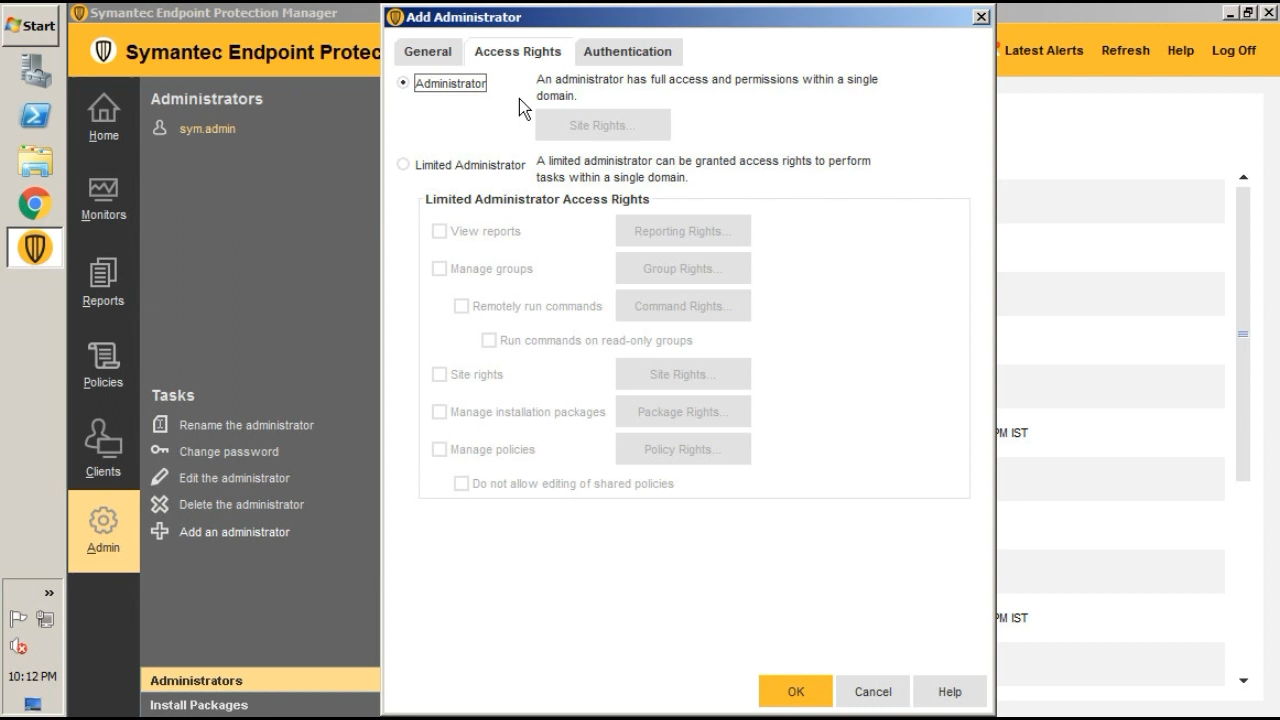 Start
Symantec Endpoint Protection Manager
Symantec Endpoint Protec
Latest Alerts
Refresh
Help
Log Off
Home
Monitors
Reports
Policies
Clients
Admin
Administrators
sym.admin
Tasks
Rename the administrator
Change password
Edit the administrator
Delete the administrator
Add an administrator
Administrators
Install Packages
Add Administrator
General
Access Rights
Authentication
Administrator
An administrator has full access and permissions within a single
domain.
Site Rights...
Limited Administrator
A limited administrator can be granted access rights to perform
tasks within a single domain.
Limited Administrator Access Rights
View reports
Reporting Rights...
Manage groups
Group Rights...
Remotely run commands
Command Rights...
Run commands on read-only groups
Site rights
Site Rights...
Manage installation packages
Package Rights...
Manage policies
Policy Rights...
Do not allow editing of shared policies
OK
Cancel
Help
PM IST
PM IST
»
10:12 PM